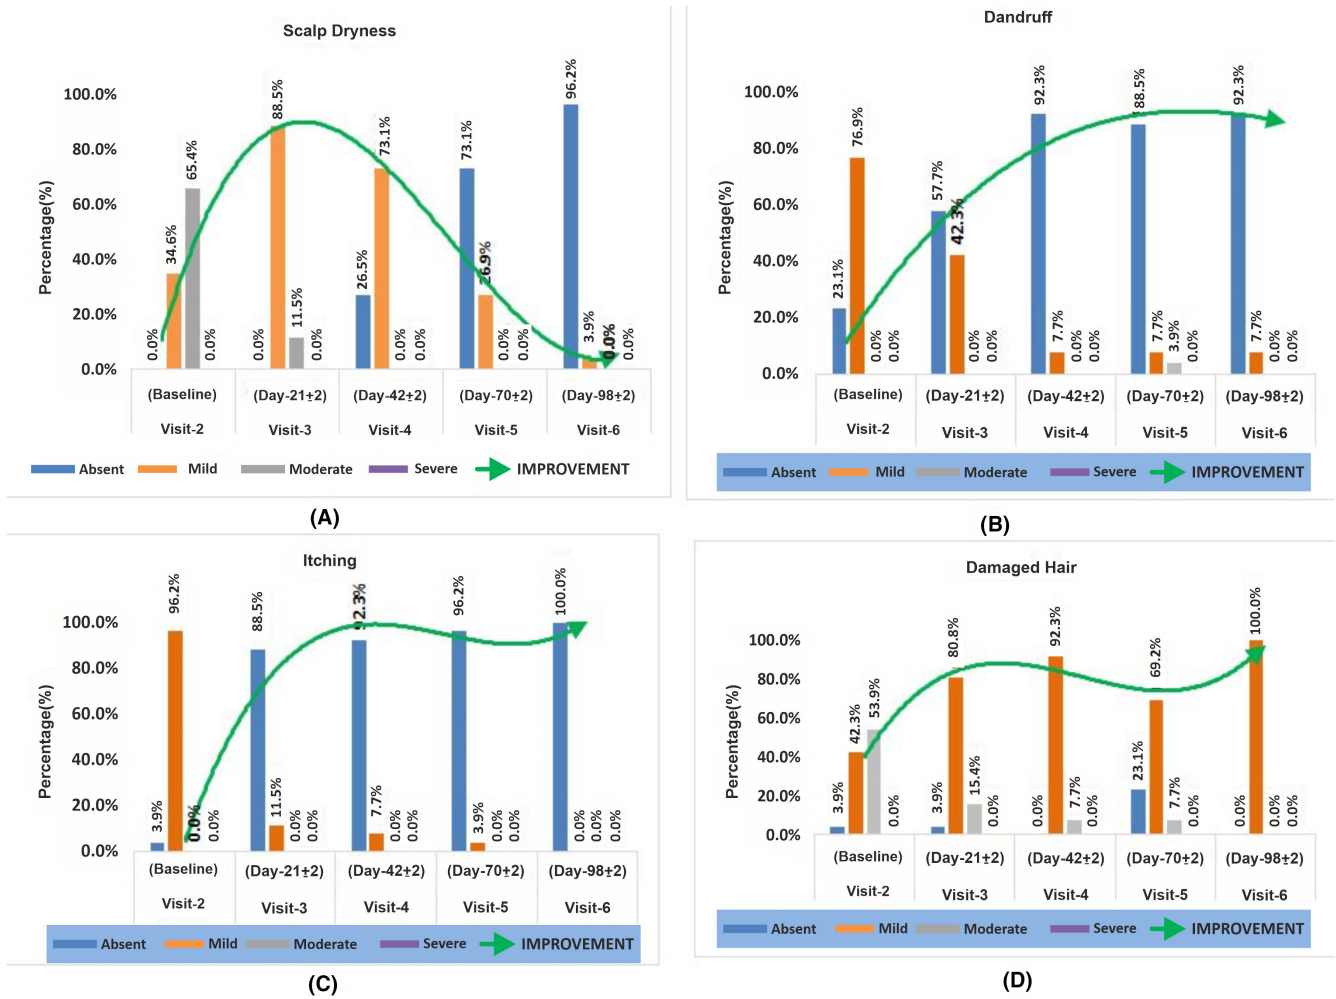 Scalp Dryness
Percentage(%)
100.0%
80.0%
60.0%
40.0%
20.0%
0.0%
0.0% 34.6% 65.4% 0.0%
0.0% 88.5% 11.5% 0.0%
26.5% 73.1% 0.0% 0.0%
73.1% 26.9% 0.0% 0.0%
96.2% 3.9% 0.0% 0.0%
(Baseline) (Day-21±2) (Day-42±2) (Day-70±2) (Day-98±2)
Visit-2 Visit-3 Visit-4 Visit-5 Visit-6
Absent Mild Moderate Severe IMPROVEMENT
(A)
Dandruff
Percentage(%)
100.0%
80.0%
60.0%
40.0%
20.0%
0.0%
23.1% 76.9% 0.0% 0.0%
57.7% 42.3% 0.0% 0.0%
92.3% 7.7% 0.0% 0.0%
88.5% 7.7% 3.9% 0.0%
92.3% 7.7% 0.0% 0.0%
(Baseline) (Day-21±2) (Day-42±2) (Day-70±2) (Day-98±2)
Visit-2 Visit-3 Visit-4 Visit-5 Visit-6
Absent Mild Moderate Severe IMPROVEMENT
(B)
Itching
Percentage(%)
100.0%
80.0%
60.0%
40.0%
20.0%
0.0%
3.9% 96.2% 0.0% 0.0%
88.5% 11.5% 0.0% 0.0%
92.3% 7.7% 0.0% 0.0%
96.2% 3.9% 0.0% 0.0%
100.0% 0.0% 0.0% 0.0%
(Baseline) (Day-21±2) (Day-42±2) (Day-70±2) (Day-98±2)
Visit-2 Visit-3 Visit-4 Visit-5 Visit-6
Absent Mild Moderate Severe IMPROVEMENT
(C)
Damaged Hair
Percentage(%)
100.0%
80.0%
60.0%
40.0%
20.0%
0.0%
3.9% 42.3% 53.9% 0.0%
3.9% 80.8% 15.4% 0.0%
0.0% 92.3% 7.7% 0.0%
23.1% 69.2% 7.7% 0.0%
0.0% 100.0% 0.0% 0.0%
(Baseline) (Day-21±2) (Day-42±2) (Day-70±2) (Day-98±2)
Visit-2 Visit-3 Visit-4 Visit-5 Visit-6
Absent Mild Moderate Severe IMPROVEMENT
(D)